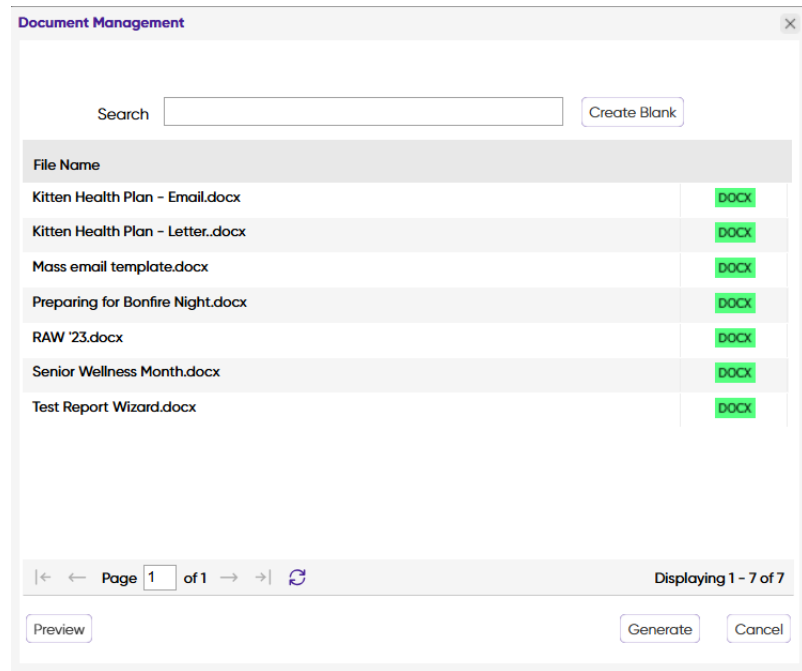 Document Management
Search Create Blank
File Name
Kitten Health Plan - Email.docx DOCX
Kitten Health Plan - Letter..docx DOCX
Mass email template.docx DOCX
Preparing for Bonfire Night.docx DOCX
RAW '23.docx DOCX
Senior Wellness Month.docx DOCX
Test Report Wizard.docx DOCX
Page 1 of 1 Displaying 1 - 7 of 7
Preview Generate Cancel